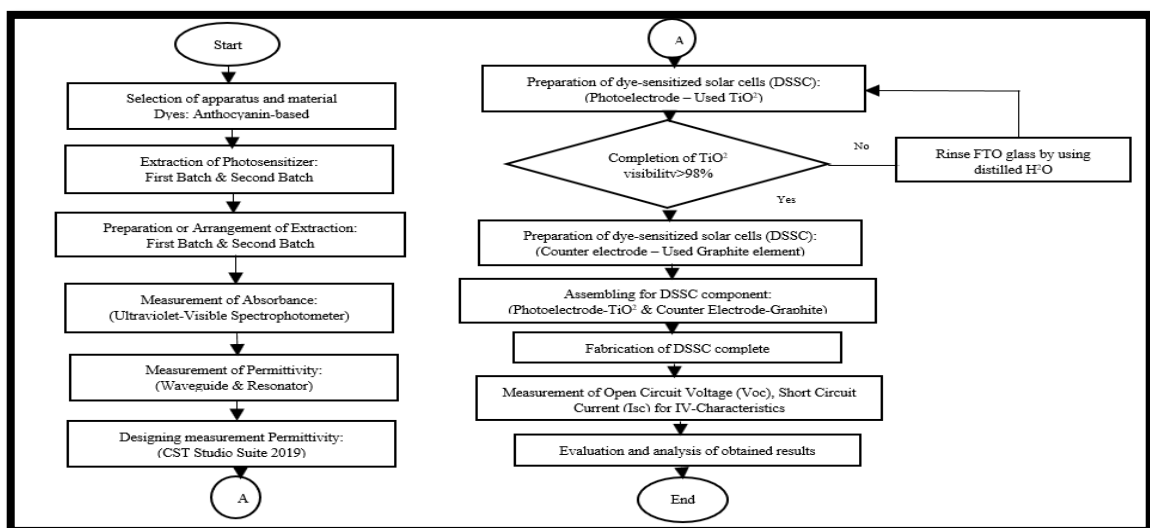 Start
Selection of apparatus and material
Dyes: Anthocyanin-based
Extraction of Photosensitizer:
First Batch & Second Batch
Preparation or Arrangement of Extraction:
First Batch & Second Batch
Measurement of Absorbance:
(Ultraviolet-Visible Spectrophotometer)
Measurement of Permittivity:
(Waveguide & Resonator)
Designing measurement Permittivity:
(CST Studio Suite 2019)
A
A
Preparation of dye-sensitized solar cells (DSSC):
(Photoelectrode – Used TiO²)
Completion of TiO²
visibility>98%
No
Rinse FTO glass by using
distilled H²O
Yes
Preparation of dye-sensitized solar cells (DSSC):
(Counter electrode – Used Graphite element)
Assembling for DSSC component:
(Photoelectrode-TiO² & Counter Electrode-Graphite)
Fabrication of DSSC complete
Measurement of Open Circuit Voltage (Voc), Short Circuit
Current (Isc) for IV-Characteristics
Evaluation and analysis of obtained results
End